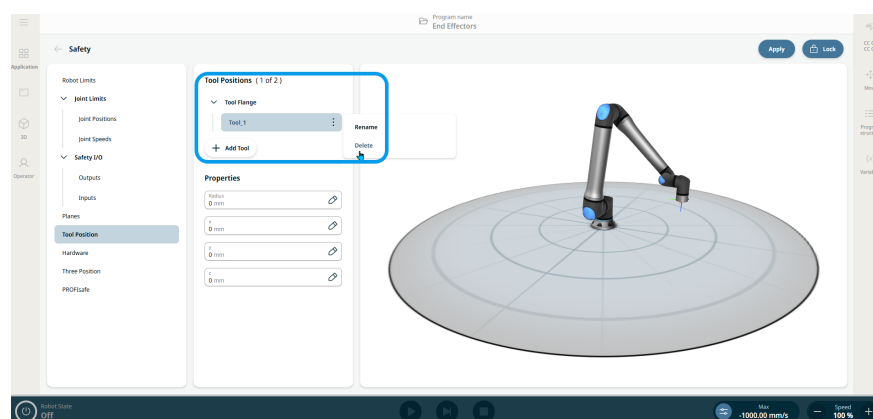 Program name
End Effectors
Safety
Apply
Lock
Application
3D
Operator
Robot Limits
Joint Limits
Joint Positions
Joint Speeds
Safety I/O
Outputs
Inputs
Planes
Tool Position
Hardware
Three Position
PROFIsafe
Tool Positions ( 1 of 2 )
Tool Flange
Tool_1
Add Tool
Rename
Delete
Properties
Radius
0 mm
0 mm
0 mm
0 mm
Robot State
Off
Max
-1000.00 mm/s
Speed
100 %